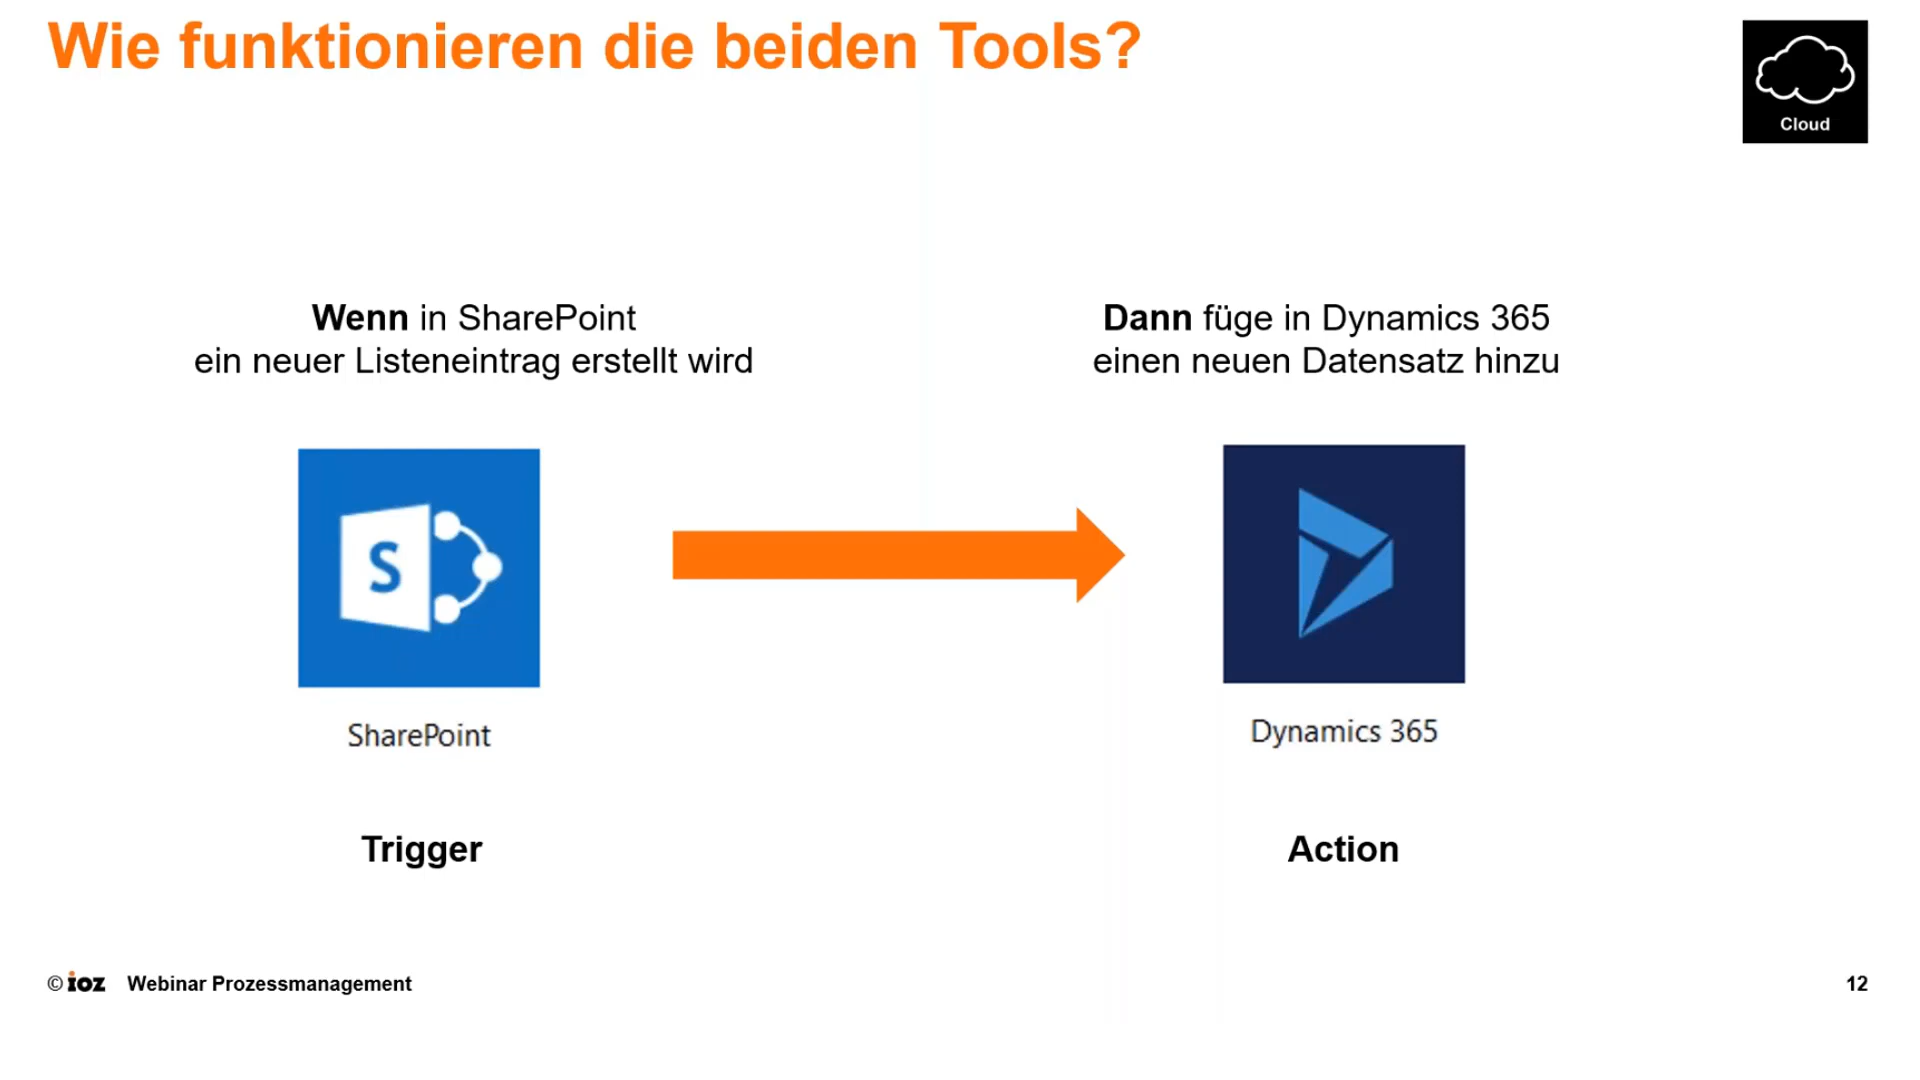 Wie funktionieren die beiden Tools?
Cloud
Wenn in SharePoint
ein neuer Listeneintrag erstellt wird
Dann füge in Dynamics 365
einen neuen Datensatz hinzu
S
SharePoint
Dynamics 365
Trigger
Action
© ioz Webinar Prozessmanagement
12